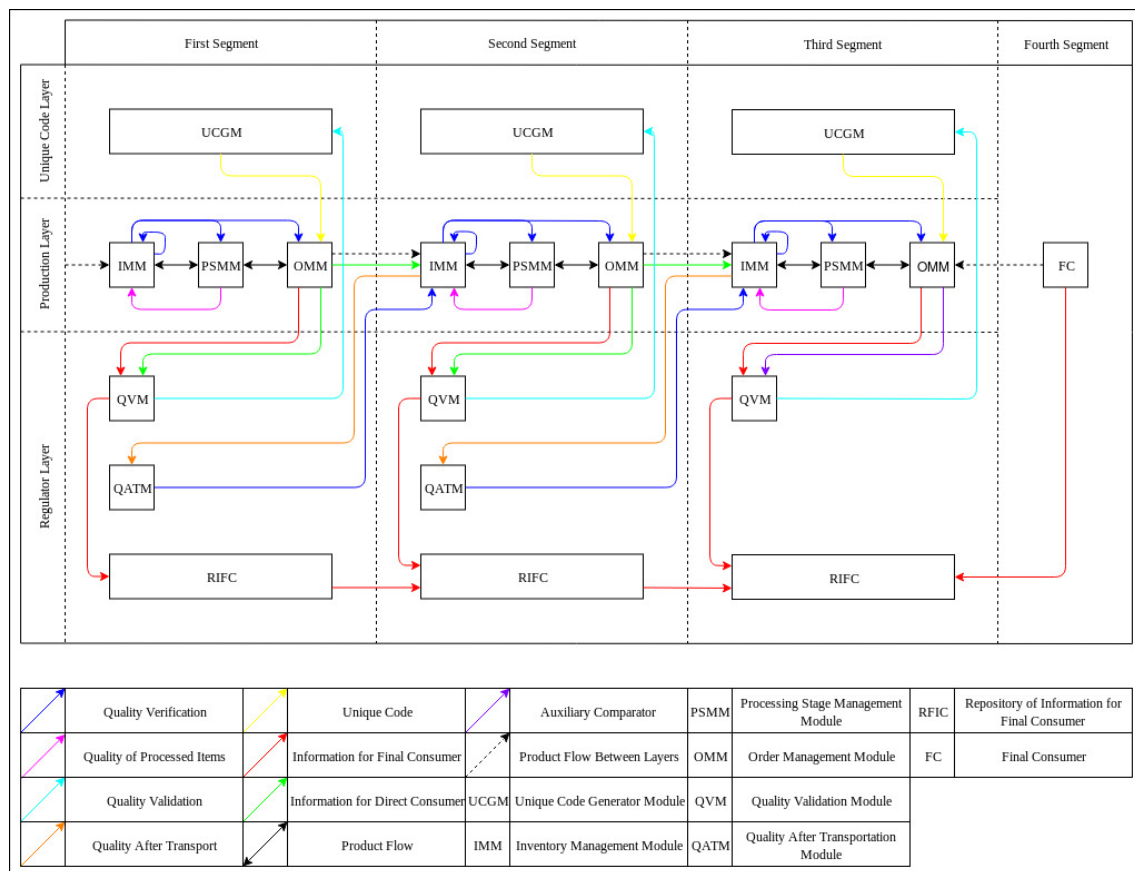 First Segment
Second Segment
Third Segment
Fourth Segment
Unique Code Layer
UCGM
UCGM
UCGM
Production Layer
IMM
PSMM
OMM
IMM
PSMM
OMM
IMM
PSMM
OMM
FC
Regulator Layer
QVM
QVM
QVM
QATM
QATM
RIFC
RIFC
RIFC
Quality Verification
Unique Code
Auxiliary Comparator
PSMM
Processing Stage Management
Module
RFIC
Repository of Information for
Final Consumer
Quality of Processed Items
Information for Final Consumer
Product Flow Between Layers
OMM
Order Management Module
FC
Final Consumer
Quality Validation
Information for Direct Consumer
UCGM
Unique Code Generator Module
QVM
Quality Validation Module
Quality After Transport
Product Flow
IMM
Inventory Management Module
QATM
Quality After Transportation
Module